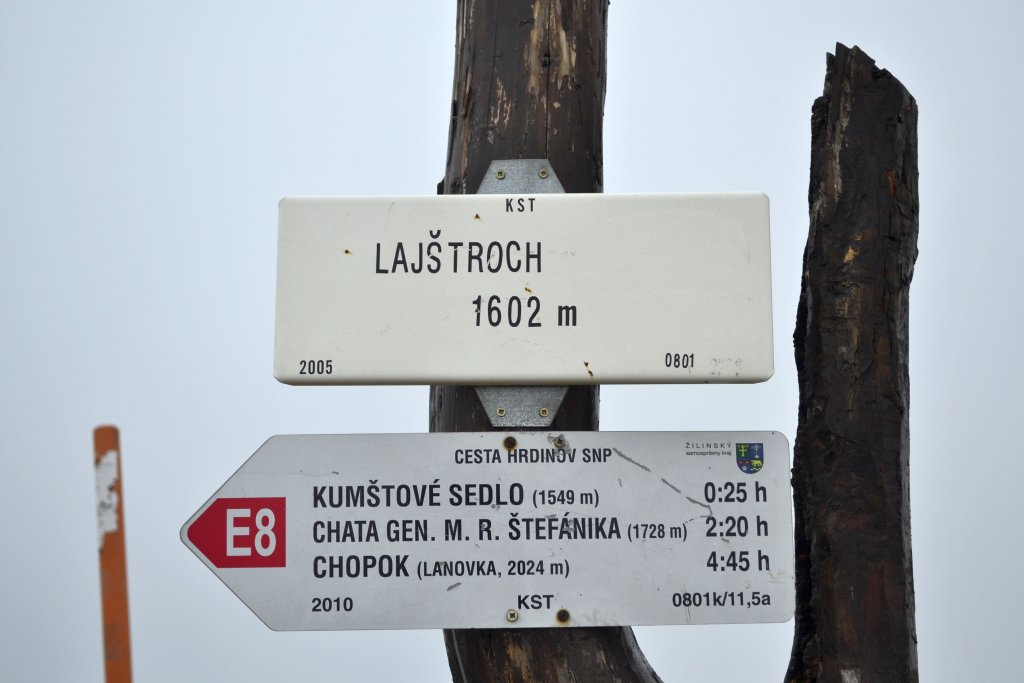 KST
LAJŠTROCH
1602 m
2005 0801
CESTA HRDINOV SNP
ŽILINSKÝ
samosprávny kraj
E8
KUMŠTOVÉ SEDLO (1549 m) 0:25 h
CHATA GEN. M. R. ŠTEFÁNIKA (1728 m) 2:20 h
CHOPOK (LANOVKA, 2024 m) 4:45 h
2010 KST 0801k/11,5a